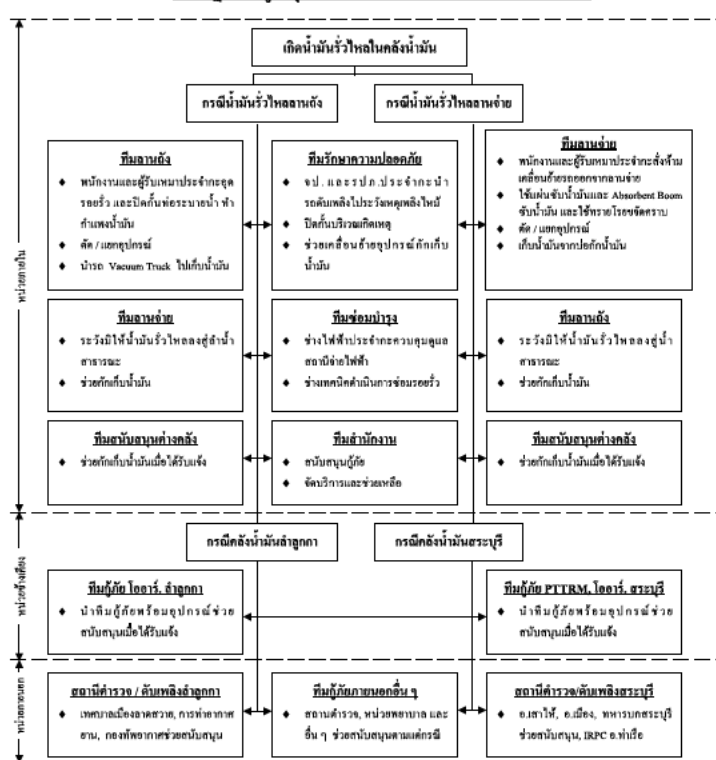 เกิดน้ำมันรั่วไหลในคลังน้ำมัน
กรณีน้ำมันรั่วไหลลานถัง
กรณีน้ำมันรั่วไหลลานจ่าย
หน่วยภายใน
ทีมลานถัง
♦ พนักงานและผู้รับเหมาประจำกะอุด
รอยรั่ว และปิดกั้นท่อระบายน้ำ ทำ
กำแพงน้ำมัน
♦ ตัด / แยกอุปกรณ์
♦ นำรถ Vacuum Truck ไปเก็บน้ำมัน
ทีมรักษาความปลอดภัย
♦ จป. และรปภ.ประจำกะนำ
รถดับเพลิงไประวังเหตุเพลิงไหม้
♦ ปิดกั้นบริเวณเกิดเหตุ
♦ ช่วยเคลื่อนย้ายอุปกรณ์กักเก็บ
น้ำมัน
ทีมลานจ่าย
♦ พนักงานและผู้รับเหมาประจำกะสั่งห้าม
เคลื่อนย้ายรถออกจากลานจ่าย
♦ ใช้แผ่นซับน้ำมันและ Absorbent Boom
ซับน้ำมัน และใช้ทรายโรยขจัดคราบ
♦ ตัด / แยกอุปกรณ์
♦ เก็บน้ำมันจากบ่อกักน้ำมัน
ทีมลานจ่าย
♦ ระวังมิให้น้ำมันรั่วไหลลงสู่ลำน้ำ
สาธารณะ
♦ ช่วยกักเก็บน้ำมัน
ทีมซ่อมบำรุง
♦ ช่างไฟฟ้าประจำกะควบคุมดูแล
สถานีจ่ายไฟฟ้า
♦ ช่างเทคนิคดำเนินการซ่อมรอยรั่ว
ทีมลานถัง
♦ ระวังมิให้น้ำมันรั่วไหลลงสู่น้ำ
สาธารณะ
♦ ช่วยกักเก็บน้ำมัน
ทีมสนับสนุนต่างคลัง
♦ ช่วยกักเก็บน้ำมันเมื่อได้รับแจ้ง
ทีมสำนักงาน
♦ สนับสนุนกู้ภัย
♦ จัดบริการและช่วยเหลือ
ทีมสนับสนุนต่างคลัง
♦ ช่วยกักเก็บน้ำมันเมื่อได้รับแจ้ง
หน่วยข้างเคียง
กรณีคลังน้ำมันลำลูกกา
กรณีคลังน้ำมันสระบุรี
ทีมกู้ภัย โออาร์. ลำลูกกา
♦ นำทีมกู้ภัยพร้อมอุปกรณ์ช่วย
สนับสนุนเมื่อได้รับแจ้ง
ทีมกู้ภัย PTTRM, โออาร์. สระบุรี
♦ นำทีมกู้ภัยพร้อมอุปกรณ์ช่วย
สนับสนุนเมื่อได้รับแจ้ง
หน่วยภายนอก
สถานีตำรวจ / ดับเพลิงลำลูกกา
♦ เทศบาลเมืองลาดสวาย, การท่าอากาศ
ยาน, กองทัพอากาศช่วยสนับสนุน
ทีมกู้ภัยภายนอกอื่น ๆ
♦ สถานตำรวจ, หน่วยพยาบาล และ
อื่น ๆ ช่วยสนับสนุนตามแต่กรณี
สถานีตำรวจ/ดับเพลิงสระบุรี
♦ อ.เสาไห้, อ.เมือง, ทหารบกสระบุรี
ช่วยสนับสนุน, IRPC อ.ท่าเรือ